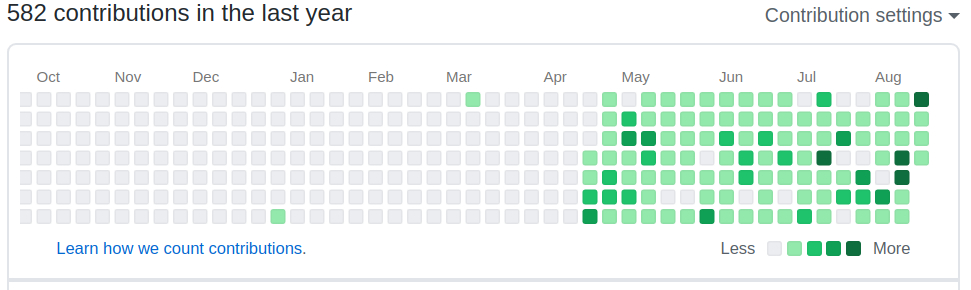 582 contributions in the last year
Contribution settings
Oct Nov Dec Jan Feb Mar Apr May Jun Jul Aug
Learn how we count contributions.
Less More